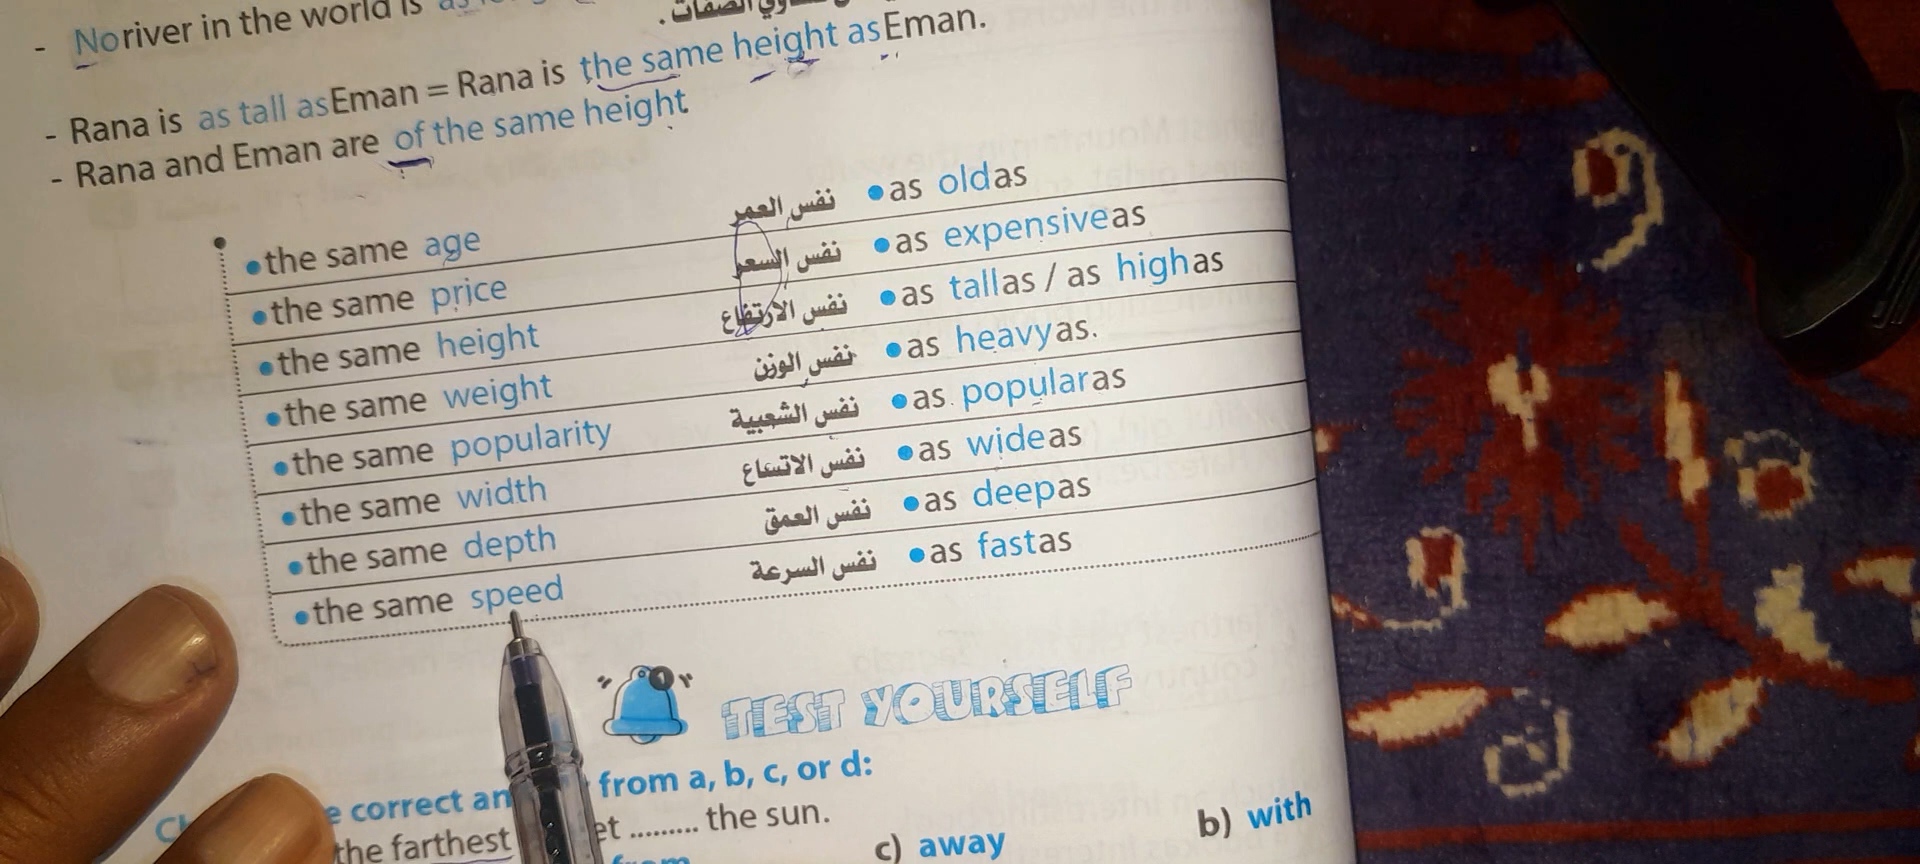 - No river in the world is
تساوي الصفات.
- Rana is as tall as Eman = Rana is the same height as Eman.
- Rana and Eman are of the same height.
• the same age نفس العمر • as old as
• the same price نفس السعر • as expensive as
• the same height نفس الارتفاع • as tall as / as high as
• the same weight نفس الوزن • as heavy as.
• the same popularity نفس الشعبية • as popular as
• the same width نفس الاتساع • as wide as
• the same depth نفس العمق • as deep as
• the same speed نفس السرعة • as fast as
1
TEST YOURSELF
correct from a, b, c, or d:
the farthest ......... the sun.
from c) away b) with